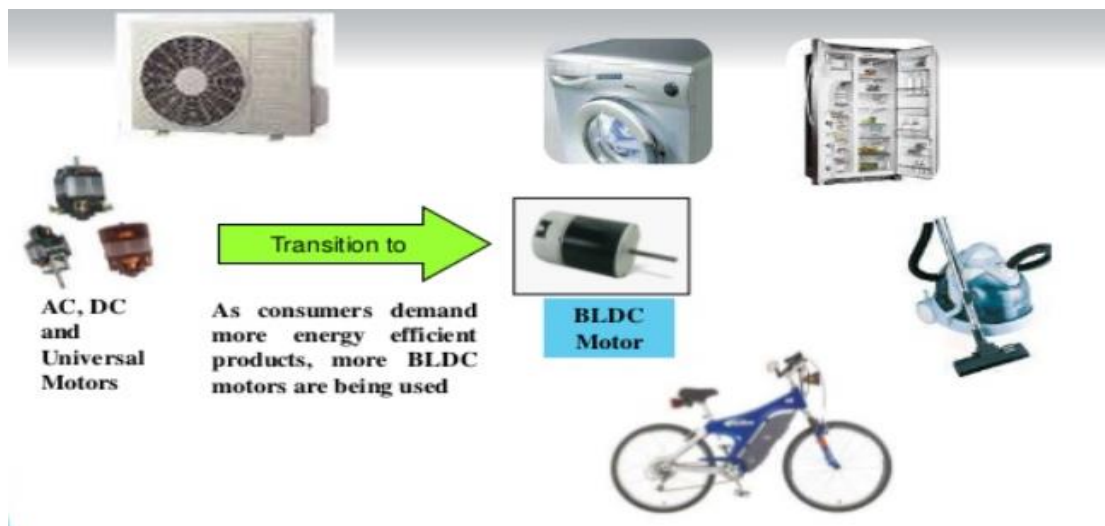 Transition to
AC, DC
and
Universal
Motors
As consumers demand
more energy efficient
products, more BLDC
motors are being used
BLDC
Motor